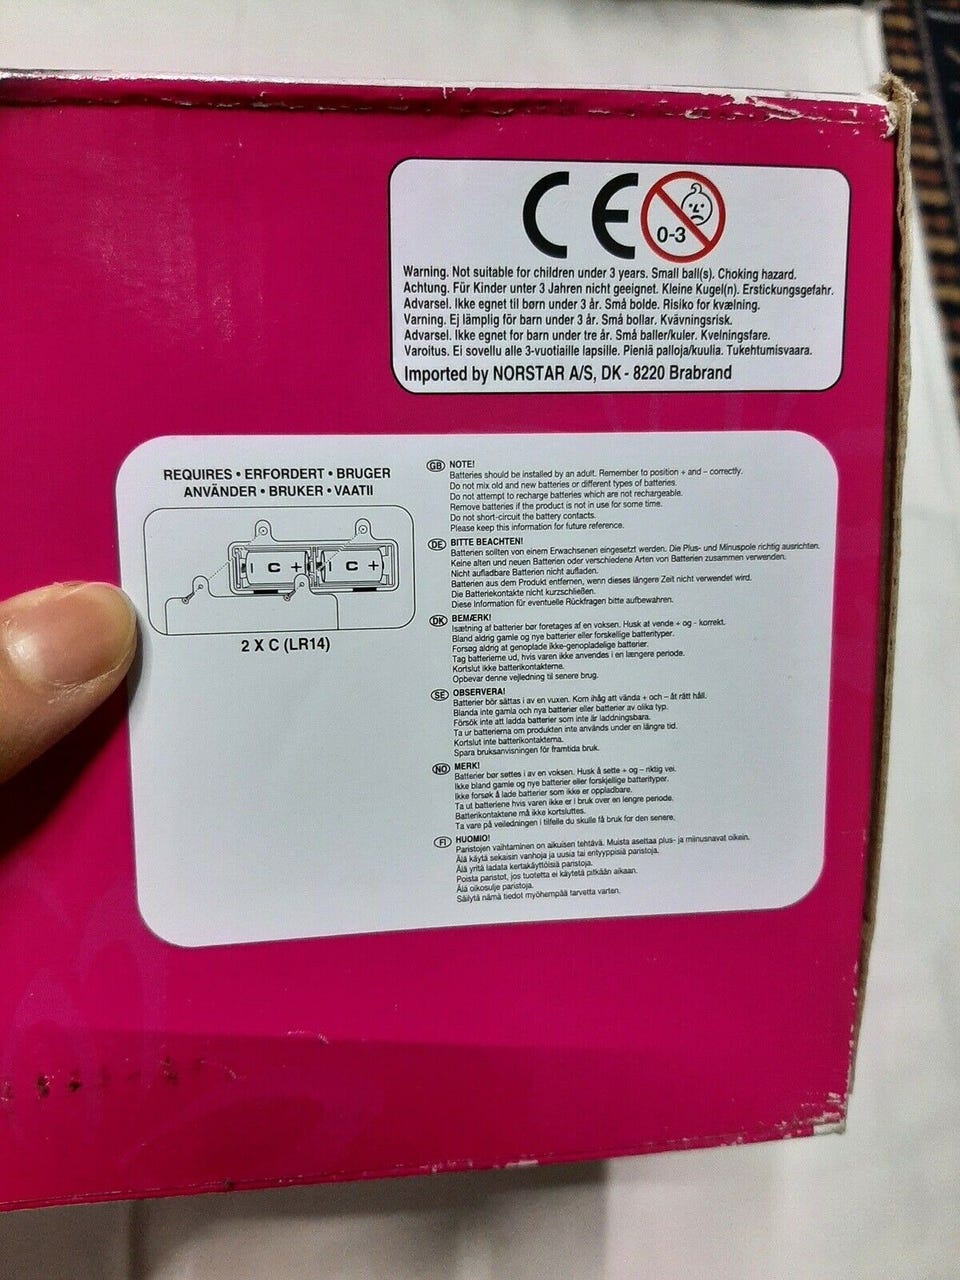 CE
0-3
Warning. Not suitable for children under 3 years. Small ball(s). Choking hazard.
Achtung. Für Kinder unter 3 Jahren nicht geeignet. Kleine Kugel(n). Erstickungsgefahr.
Advarsel. Ikke egnet til børn under 3 år. Små bolde. Risiko for kvælning.
Varning. Ej lämplig för barn under 3 år. Små bollar. Kvävningsrisk.
Advarsel. Ikke egnet for barn under tre år. Små baller/kuler. Kvelningsfare.
Varoitus. Ei sovellu alle 3-vuotiaille lapsille. Pieniä palloja/kuulia. Tukehtumisvaara.
Imported by NORSTAR A/S, DK - 8220 Brabrand
REQUIRES • ERFORDERT • BRUGER
ANVÄNDER • BRUKER • VAATII
- C + - C +
2 X C (LR14)
GB NOTE!
Batteries should be installed by an adult. Remember to position + and – correctly.
Do not mix old and new batteries or different types of batteries.
Do not attempt to recharge batteries which are not rechargeable.
Remove batteries if the product is not in use for some time.
Do not short-circuit the battery contacts.
Please keep this information for future reference.
DE BITTE BEACHTEN!
Batterien sollten von einem Erwachsenen eingesetzt werden. Die Plus- und Minuspole richtig ausrichten.
Keine alten und neuen Batterien oder verschiedene Arten von Batterien zusammen verwenden.
Nicht aufladbare Batterien nicht aufladen.
Batterien aus dem Produkt entfernen, wenn dieses längere Zeit nicht verwendet wird.
Die Batteriekontakte nicht kurzschließen.
Diese Information für eventuelle Rückfragen bitte aufbewahren.
DK BEMÆRK!
Isætning af batterier bør foretages af en voksen. Husk at vende + og - korrekt.
Bland aldrig gamle og nye batterier eller forskellige batterityper.
Forsøg aldrig at genoplade ikke-genopladelige batterier.
Tag batterierne ud, hvis varen ikke anvendes i en længere periode.
Kortslut ikke batterikontakterne.
Opbevar denne vejledning til senere brug.
SE OBSERVERA!
Batterier bör sättas i av en vuxen. Kom ihåg att vända + och – åt rätt håll.
Blanda inte gamla och nya batterier eller batterier av olika typ.
Försök inte att ladda batterier som inte är laddningsbara.
Ta ur batterierna om produkten inte används under en längre tid.
Kortslut inte batterikontakterna.
Spara bruksanvisningen för framtida bruk.
NO MERK!
Batterier bør settes i av en voksen. Husk å sette + og – riktig vei.
Ikke bland gamle og nye batterier eller forskjellige batterityper.
Ikke forsøk å lade batterier som ikke er oppladbare.
Ta ut batteriene hvis varen ikke er i bruk over en lengre periode.
Batterikontaktene må ikke kortsluttes.
Ta vare på veiledningen i tilfelle du skulle få bruk for den senere.
FI HUOMIO!
Paristojen vaihtaminen on aikuisen tehtävä. Muista asettaa plus- ja miinusnavat oikein.
Älä käytä sekaisin vanhoja ja uusia tai entyyppisiä paristoja.
Älä yritä ladata kertakäyttöisiä paristoja.
Poista paristot, jos tuotetta ei käytetä pitkään aikaan.
Älä oikosulje paristoja.
Säilytä nämä tiedot myöhempää tarvetta varten.